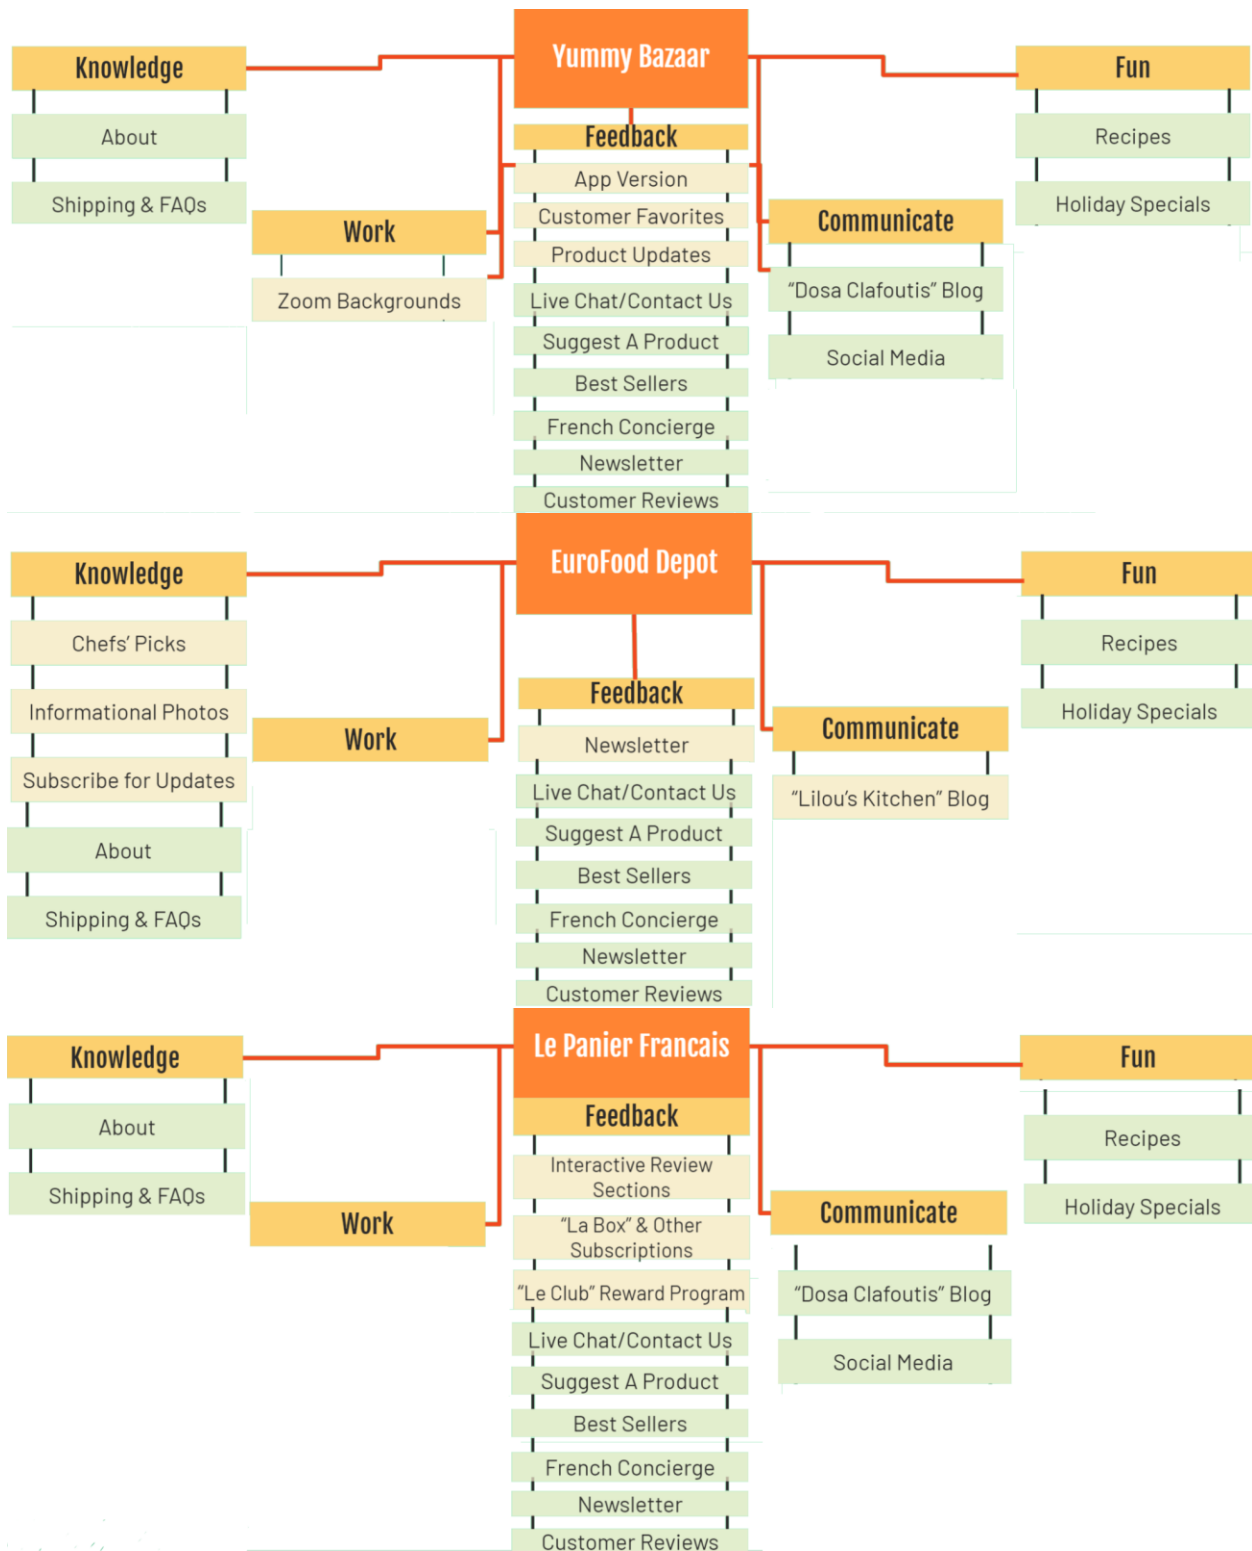 Yummy Bazaar
Knowledge
About
Shipping & FAQs
Work
Zoom Backgrounds
Feedback
App Version
Customer Favorites
Product Updates
Live Chat/Contact Us
Suggest A Product
Best Sellers
French Concierge
Newsletter
Customer Reviews
Communicate
“Dosa Clafoutis” Blog
Social Media
Fun
Recipes
Holiday Specials
EuroFood Depot
Knowledge
Chefs’ Picks
Informational Photos
Subscribe for Updates
About
Shipping & FAQs
Work
Feedback
Newsletter
Live Chat/Contact Us
Suggest A Product
Best Sellers
French Concierge
Newsletter
Customer Reviews
Communicate
“Lilou’s Kitchen” Blog
Fun
Recipes
Holiday Specials
Le Panier Francais
Knowledge
About
Shipping & FAQs
Work
Feedback
Interactive Review
Sections
“La Box” & Other
Subscriptions
“Le Club” Reward Program
Live Chat/Contact Us
Suggest A Product
Best Sellers
French Concierge
Newsletter
Customer Reviews
Communicate
“Dosa Clafoutis” Blog
Social Media
Fun
Recipes
Holiday Specials